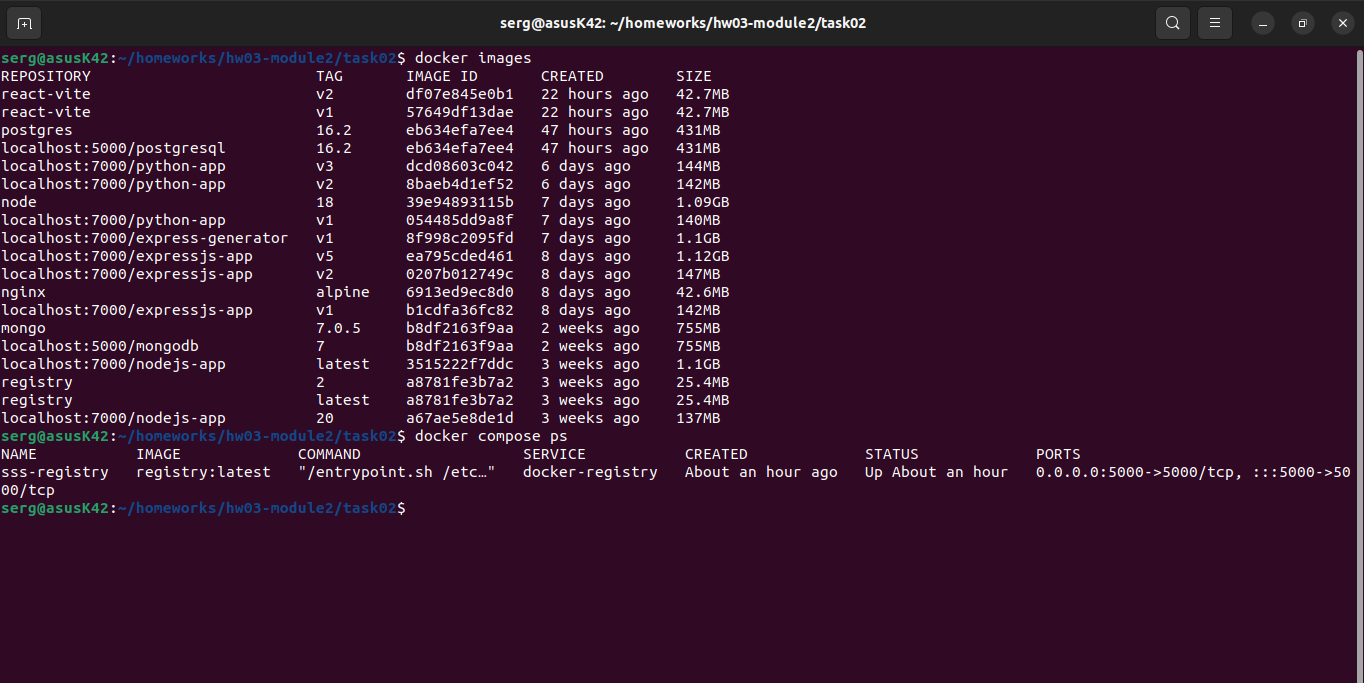 serg@asusK42: ~/homeworks/hw03-module2/task02
serg@asusK42:~/homeworks/hw03-module2/task02$ docker images
REPOSITORY                          TAG       IMAGE ID       CREATED        SIZE
react-vite                          v2        df07e845e0b1   22 hours ago   42.7MB
react-vite                          v1        57649df13dae   22 hours ago   42.7MB
postgres                            16.2      eb634efa7ee4   47 hours ago   431MB
localhost:5000/postgresql           16.2      eb634efa7ee4   47 hours ago   431MB
localhost:7000/python-app           v3        dcd08603c042   6 days ago     144MB
localhost:7000/python-app           v2        8baeb4d1ef52   6 days ago     142MB
node                                18        39e94893115b   7 days ago     1.09GB
localhost:7000/python-app           v1        054485dd9a8f   7 days ago     140MB
localhost:7000/express-generator    v1        8f998c2095fd   7 days ago     1.1GB
localhost:7000/expressjs-app        v5        ea795cded461   8 days ago     1.12GB
localhost:7000/expressjs-app        v2        0207b012749c   8 days ago     147MB
nginx                               alpine    6913ed9ec8d0   8 days ago     42.6MB
localhost:7000/expressjs-app        v1        b1cdfa36fc82   8 days ago     142MB
mongo                               7.0.5     b8df2163f9aa   2 weeks ago    755MB
localhost:5000/mongodb              7         b8df2163f9aa   2 weeks ago    755MB
localhost:7000/nodejs-app           latest    3515222f7ddc   3 weeks ago    1.1GB
registry                            2         a8781fe3b7a2   3 weeks ago    25.4MB
registry                            latest    a8781fe3b7a2   3 weeks ago    25.4MB
localhost:7000/nodejs-app           20        a67ae5e8de1d   3 weeks ago    137MB
serg@asusK42:~/homeworks/hw03-module2/task02$ docker compose ps
NAME           IMAGE             COMMAND                  SERVICE           CREATED             STATUS            PORTS
sss-registry   registry:latest   "/entrypoint.sh /etc…"   docker-registry   About an hour ago   Up About an hour   0.0.0.0:5000->5000/tcp, :::5000->50
00/tcp
serg@asusK42:~/homeworks/hw03-module2/task02$